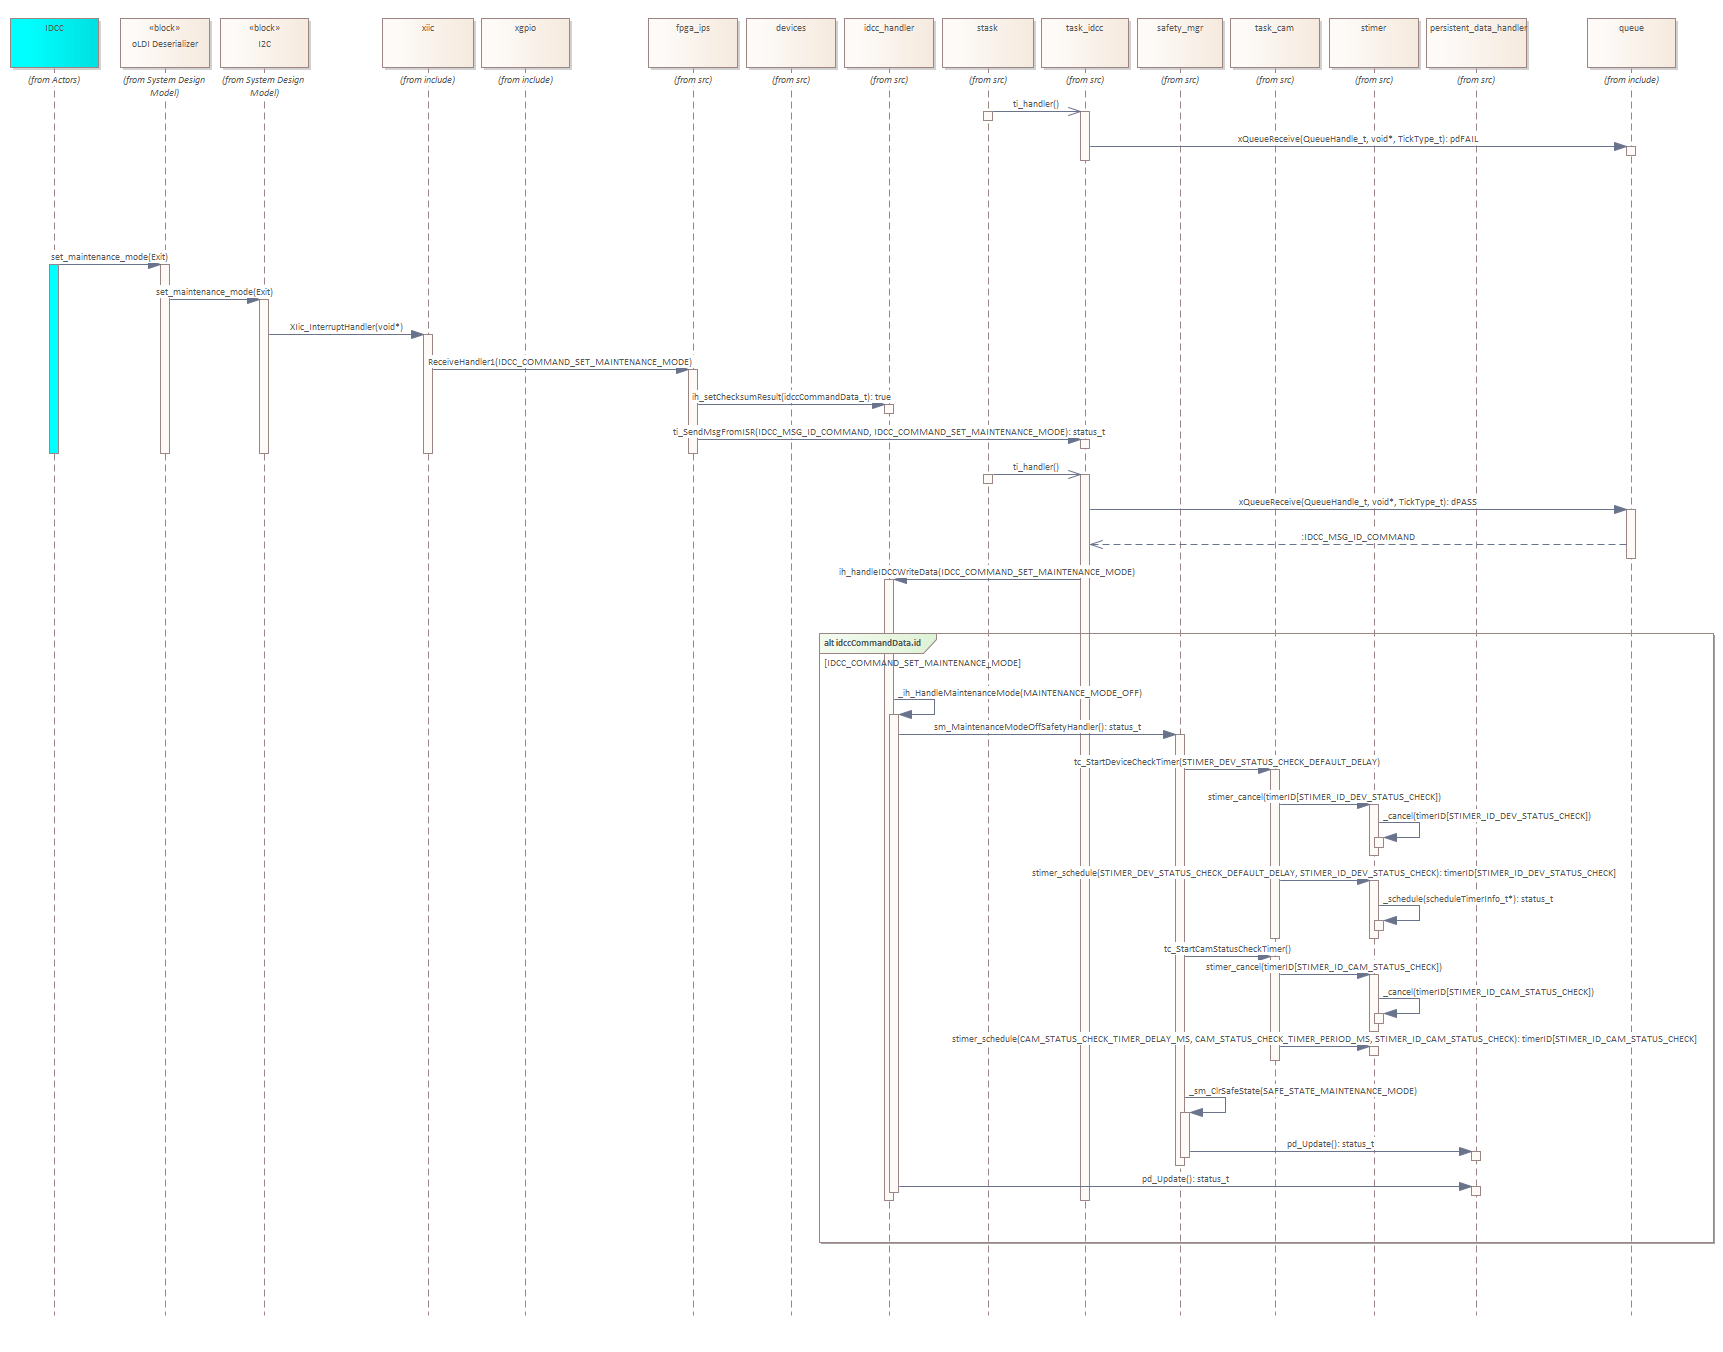 IDCC
«block»
oLDI Deserializer
«block»
I2C
xiic
xgpio
fpga_ips
devices
idcc_handler
stask
task_idcc
safety_mgr
task_cam
stimer
persistent_data_handler
queue
(from Actors)
(from System Design
Model)
(from System Design
Model)
(from include)
(from include)
(from src)
(from src)
(from src)
(from src)
(from src)
(from src)
(from src)
(from src)
(from src)
(from include)
ti_handler()
xQueueReceive(QueueHandle_t, void*, TickType_t): pdFAIL
set_maintenance_mode(Exit)
set_maintenance_mode(Exit)
XIic_InterruptHandler(void*)
ReceiveHandler1(IDCC_COMMAND_SET_MAINTENANCE_MODE)
ih_setChecksumResult(idccCommandData_t): true
ti_SendMsgFromISR(IDCC_MSG_ID_COMMAND, IDCC_COMMAND_SET_MAINTENANCE_MODE): status_t
ti_handler()
xQueueReceive(QueueHandle_t, void*, TickType_t): dPASS
:IDCC_MSG_ID_COMMAND
ih_handleIDCCWriteData(IDCC_COMMAND_SET_MAINTENANCE_MODE)
alt idccCommandData.id
[IDCC_COMMAND_SET_MAINTENANCE_MODE]
_ih_HandleMaintenanceMode(MAINTENANCE_MODE_OFF)
sm_MaintenanceModeOffSafetyHandler(): status_t
tc_StartDeviceCheckTimer(STIMER_DEV_STATUS_CHECK_DEFAULT_DELAY)
stimer_cancel(timerID[STIMER_ID_DEV_STATUS_CHECK])
_cancel(timerID[STIMER_ID_DEV_STATUS_CHECK])
stimer_schedule(STIMER_DEV_STATUS_CHECK_DEFAULT_DELAY, STIMER_ID_DEV_STATUS_CHECK): timerID[STIMER_ID_DEV_STATUS_CHECK]
_schedule(scheduleTimerInfo_t*): status_t
tc_StartCamStatusCheckTimer()
stimer_cancel(timerID[STIMER_ID_CAM_STATUS_CHECK])
_cancel(timerID[STIMER_ID_CAM_STATUS_CHECK])
stimer_schedule(CAM_STATUS_CHECK_TIMER_DELAY_MS, CAM_STATUS_CHECK_TIMER_PERIOD_MS, STIMER_ID_CAM_STATUS_CHECK): timerID[STIMER_ID_CAM_STATUS_CHECK]
_sm_ClrSafeState(SAFE_STATE_MAINTENANCE_MODE)
pd_Update(): status_t
pd_Update(): status_t